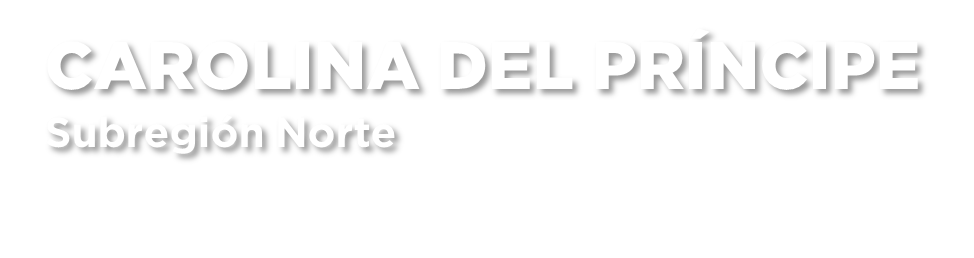 CAROLINA DEL PRÍNCIPE
Subregión Norte